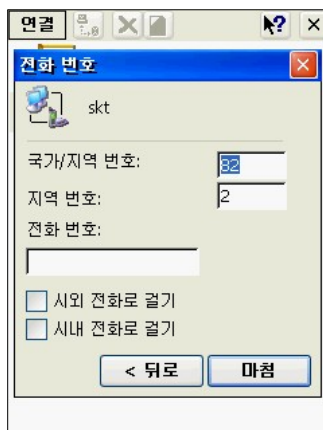 연결 ? ×
전화 번호 ×
skt
국가/지역 번호: 82
지역 번호: 2
전화 번호:
시외 전화로 걸기
시내 전화로 걸기
< 뒤로 마침